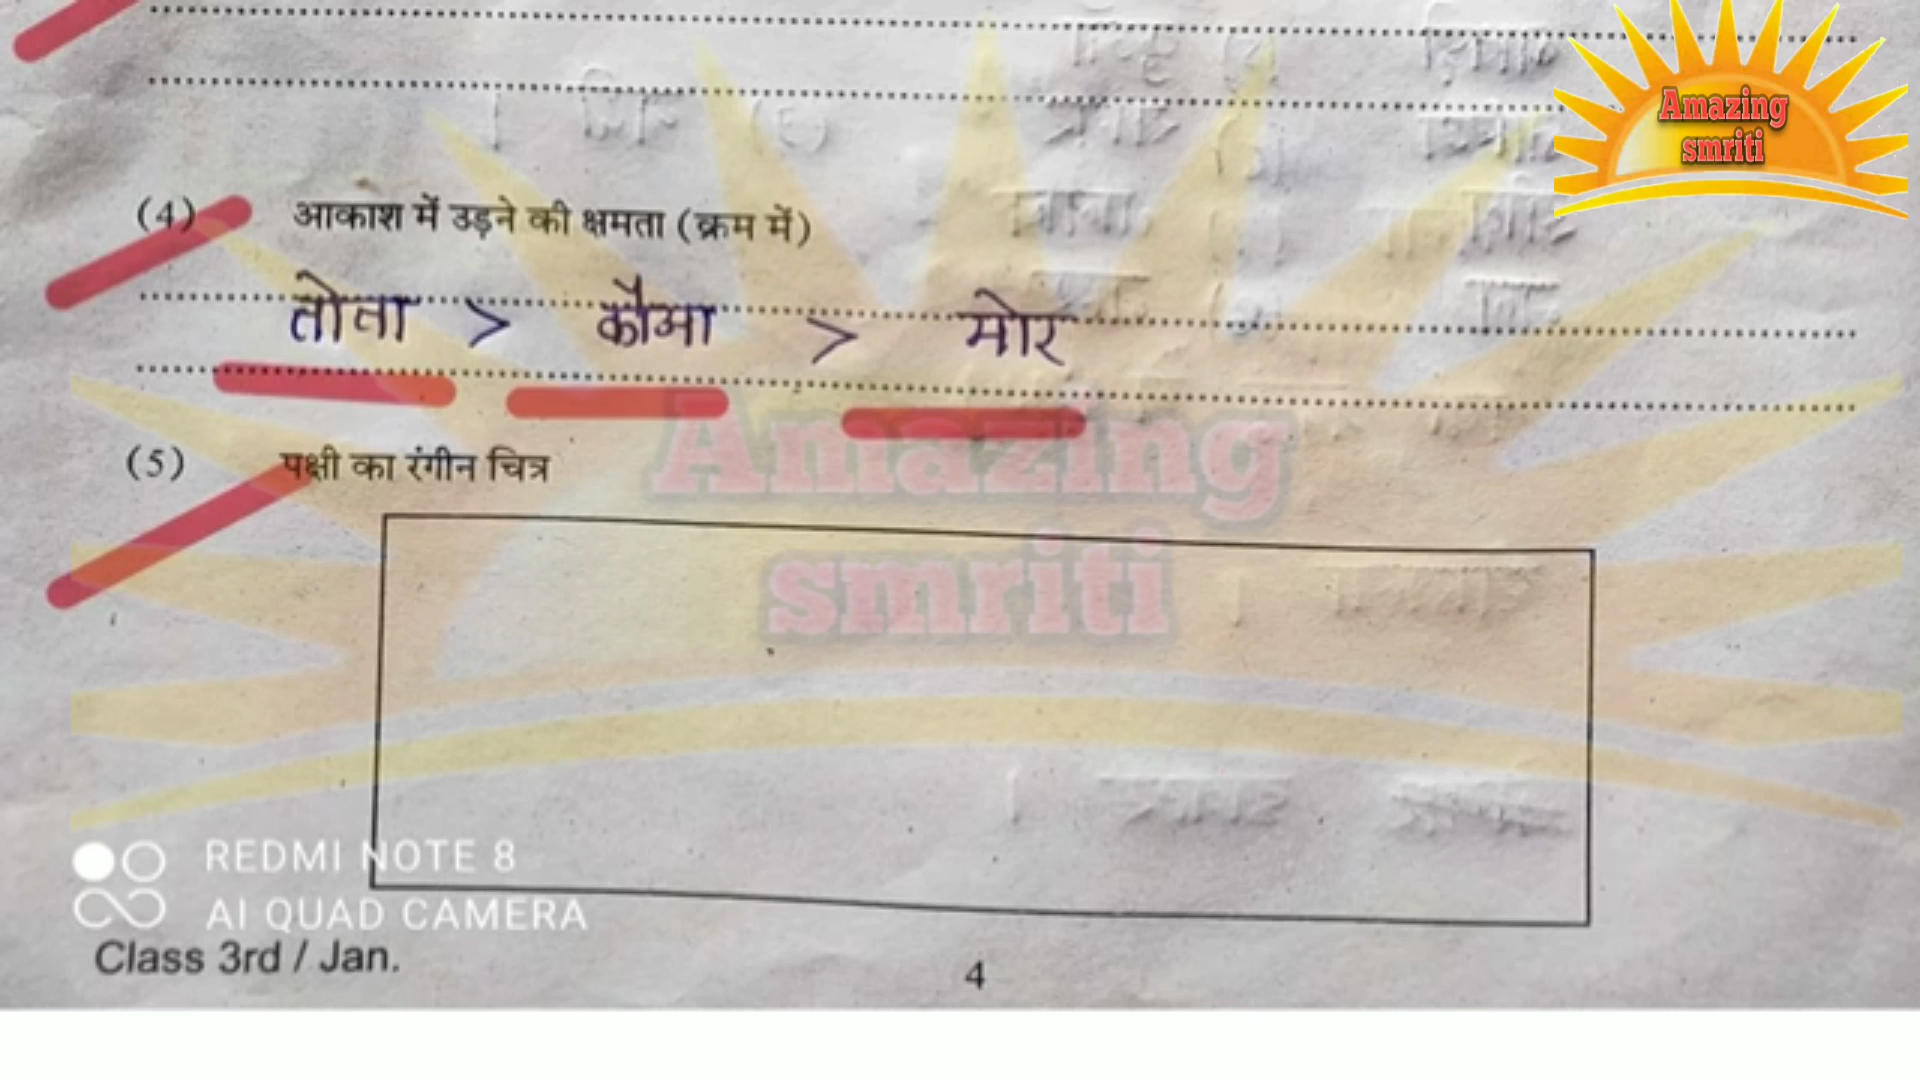 Amazing
smriti
(4) आकाश में उड़ने की क्षमता (क्रम में)
तोता > कौआ > मोर
Amazing
(5) पक्षी का रंगीन चित्र
smriti
REDMI NOTE 8
AI QUAD CAMERA
Class 3rd / Jan.
4